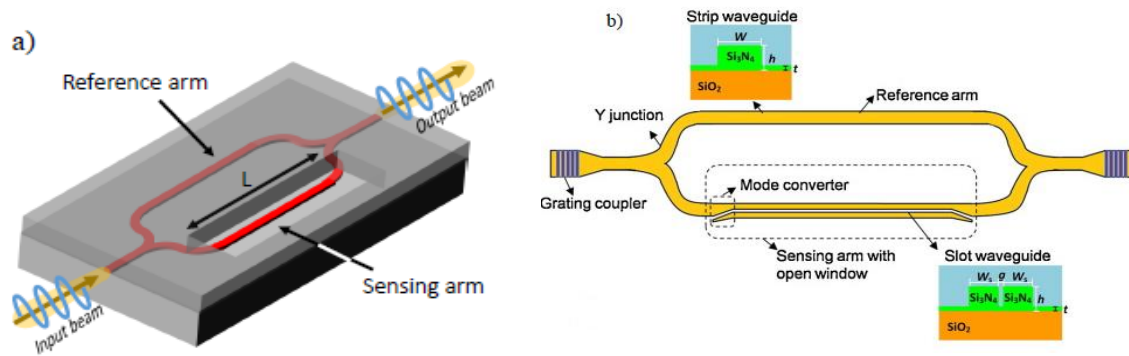 a)
Reference arm
Output beam
L
Input beam
Sensing arm
b)
Strip waveguide
W
Si₃N₄
h
t
SiO₂
Reference arm
Y junction
Mode converter
Grating coupler
Sensing arm with
open window
Slot waveguide
Wₛ g Wₛ
Si₃N₄ Si₃N₄
h
t
SiO₂